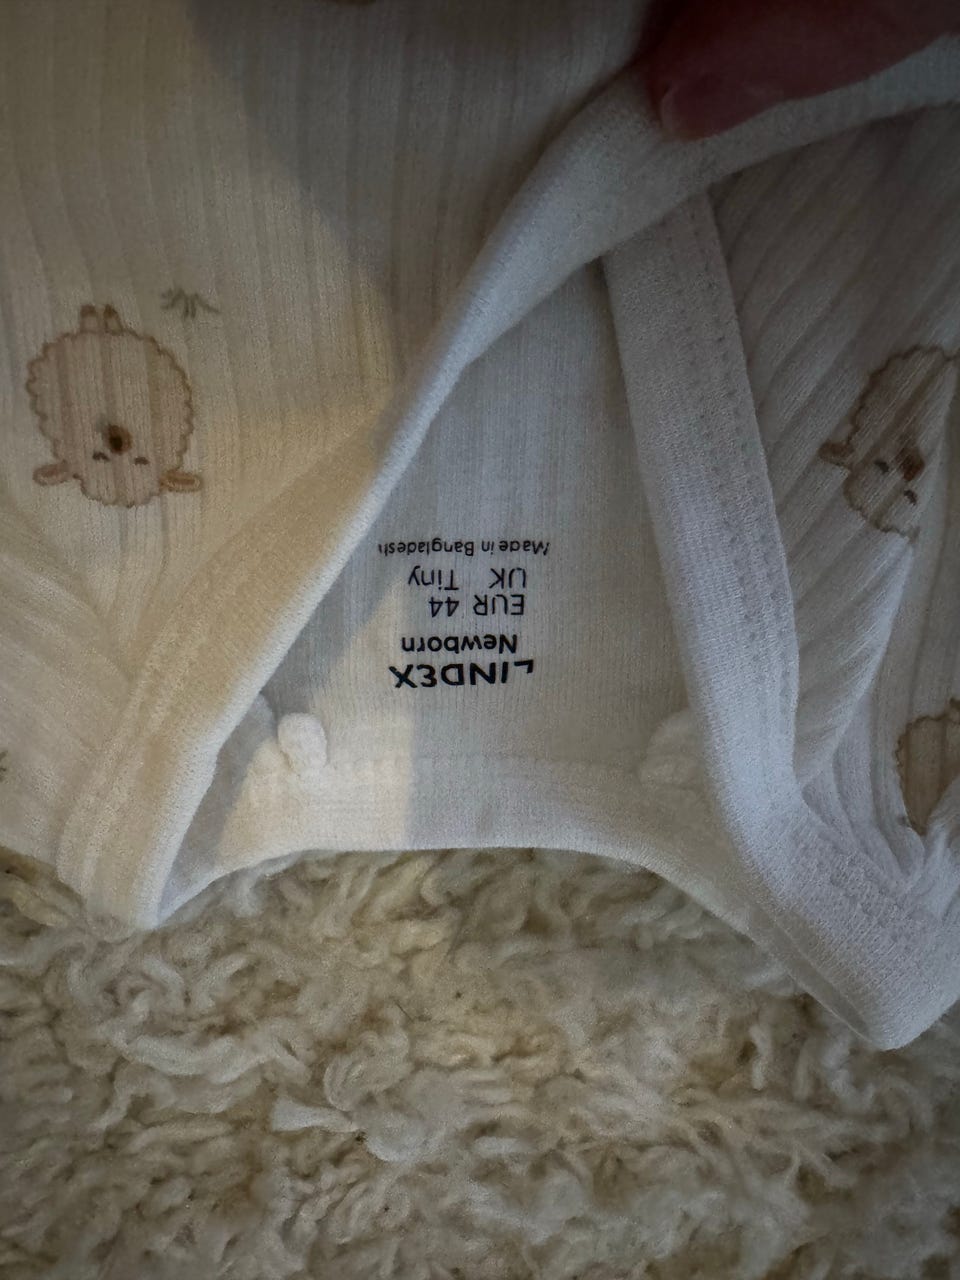 LINDEX
Newborn
EUR 44
UK Tiny
Made in Bangladesh